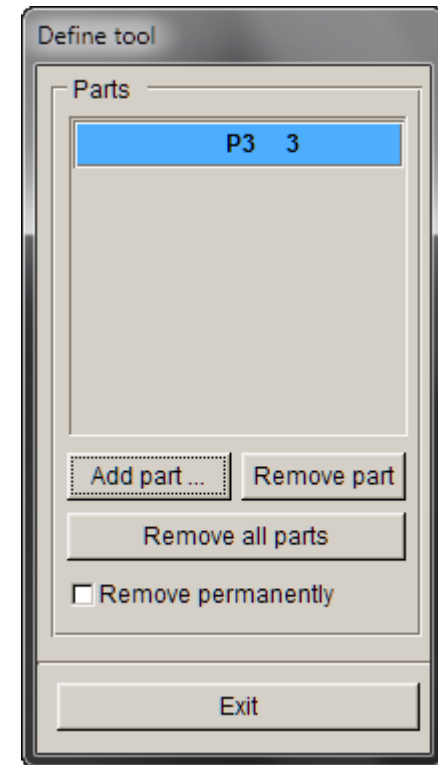 Define tool
Parts
P3 3
Add part ... Remove part
Remove all parts
Remove permanently
Exit